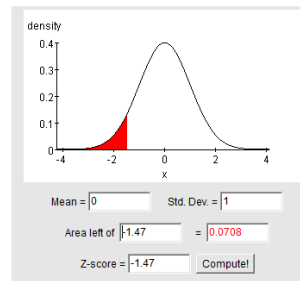 density
0.4
0.3
0.2
0.1
0
-4 -2 0 2 4
x
Mean = 0 Std. Dev. = 1
Area left of -1.47 = 0.0708
Z-score = -1.47 Compute!